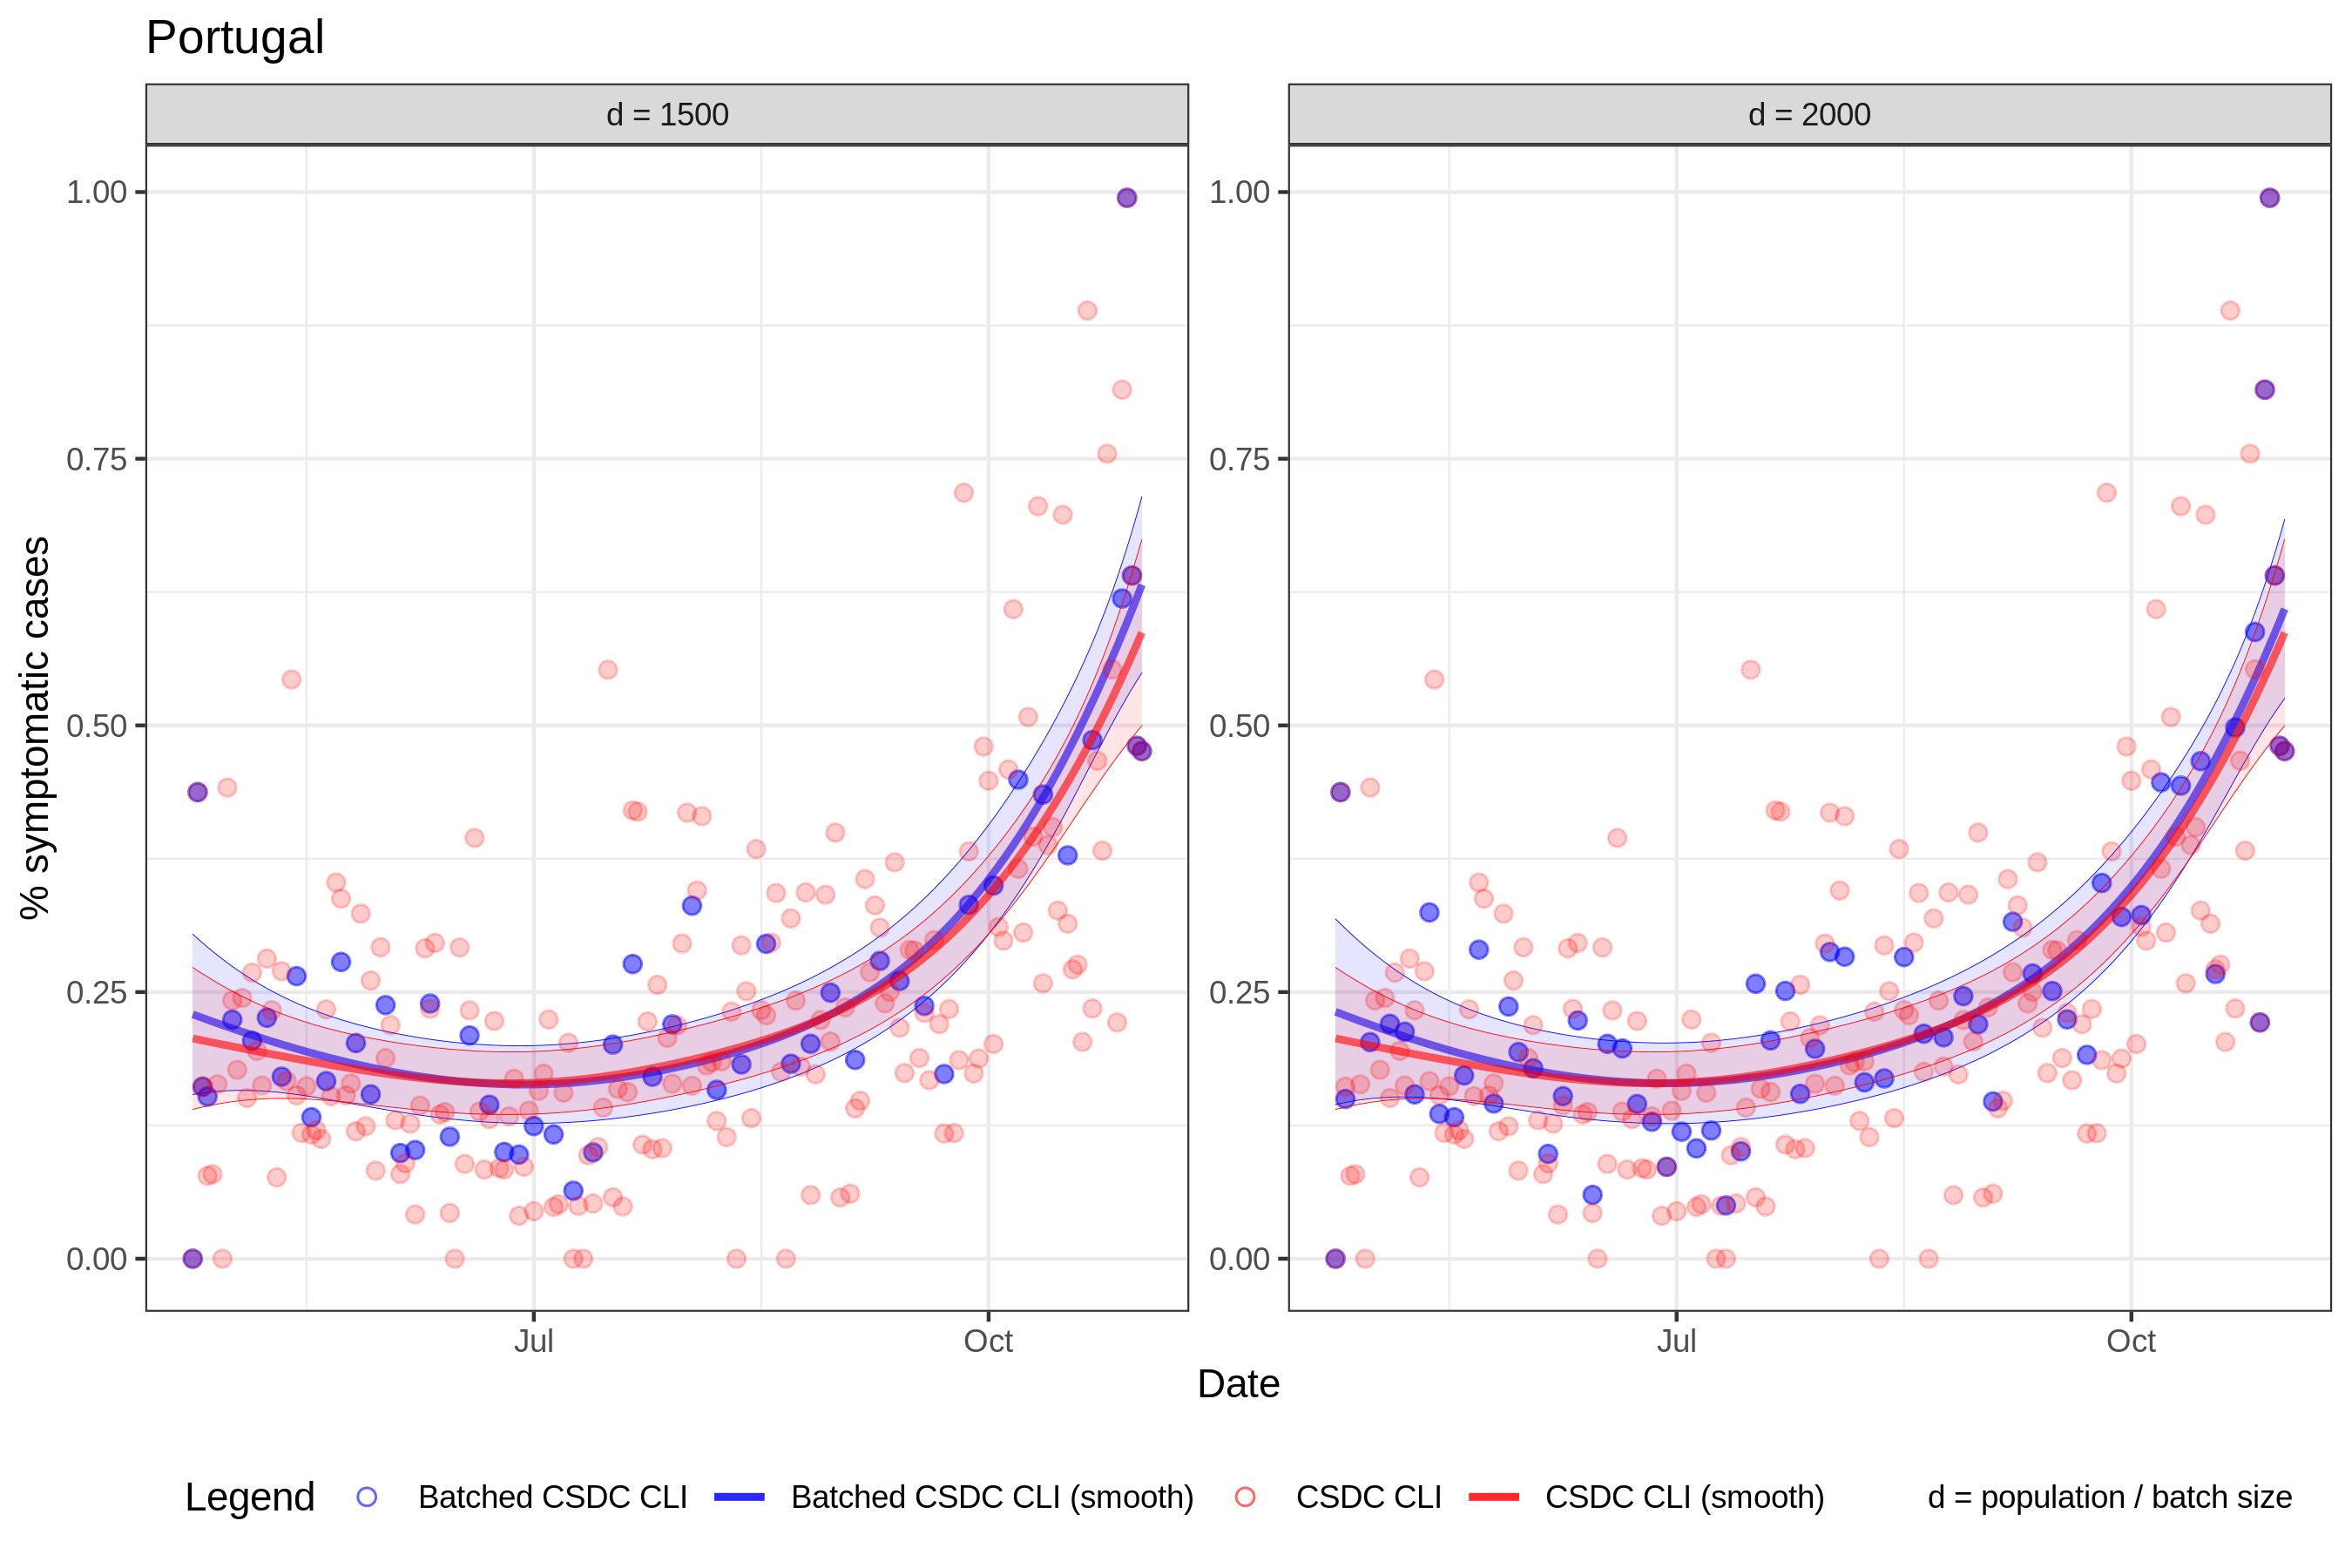 Portugal
d = 1500
d = 2000
% symptomatic cases
1.00
0.75
0.50
0.25
0.00
1.00
0.75
0.50
0.25
0.00
Jul
Oct
Jul
Oct
Date
Legend
Batched CSDC CLI
Batched CSDC CLI (smooth)
CSDC CLI
CSDC CLI (smooth)
d = population / batch size